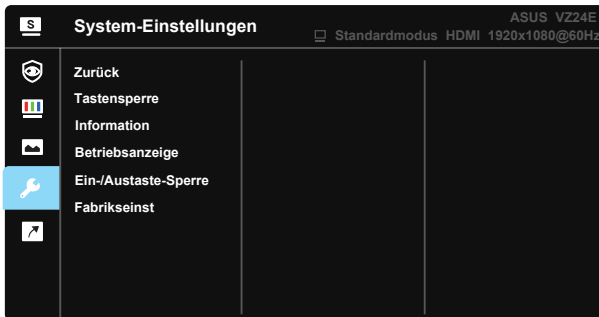 S System-Einstellungen
ASUS VZ24E
Standardmodus HDMI 1920x1080@60Hz
Zurück
Tastensperre
Information
Betriebsanzeige
Ein-/Austaste-Sperre
Fabrikseinst